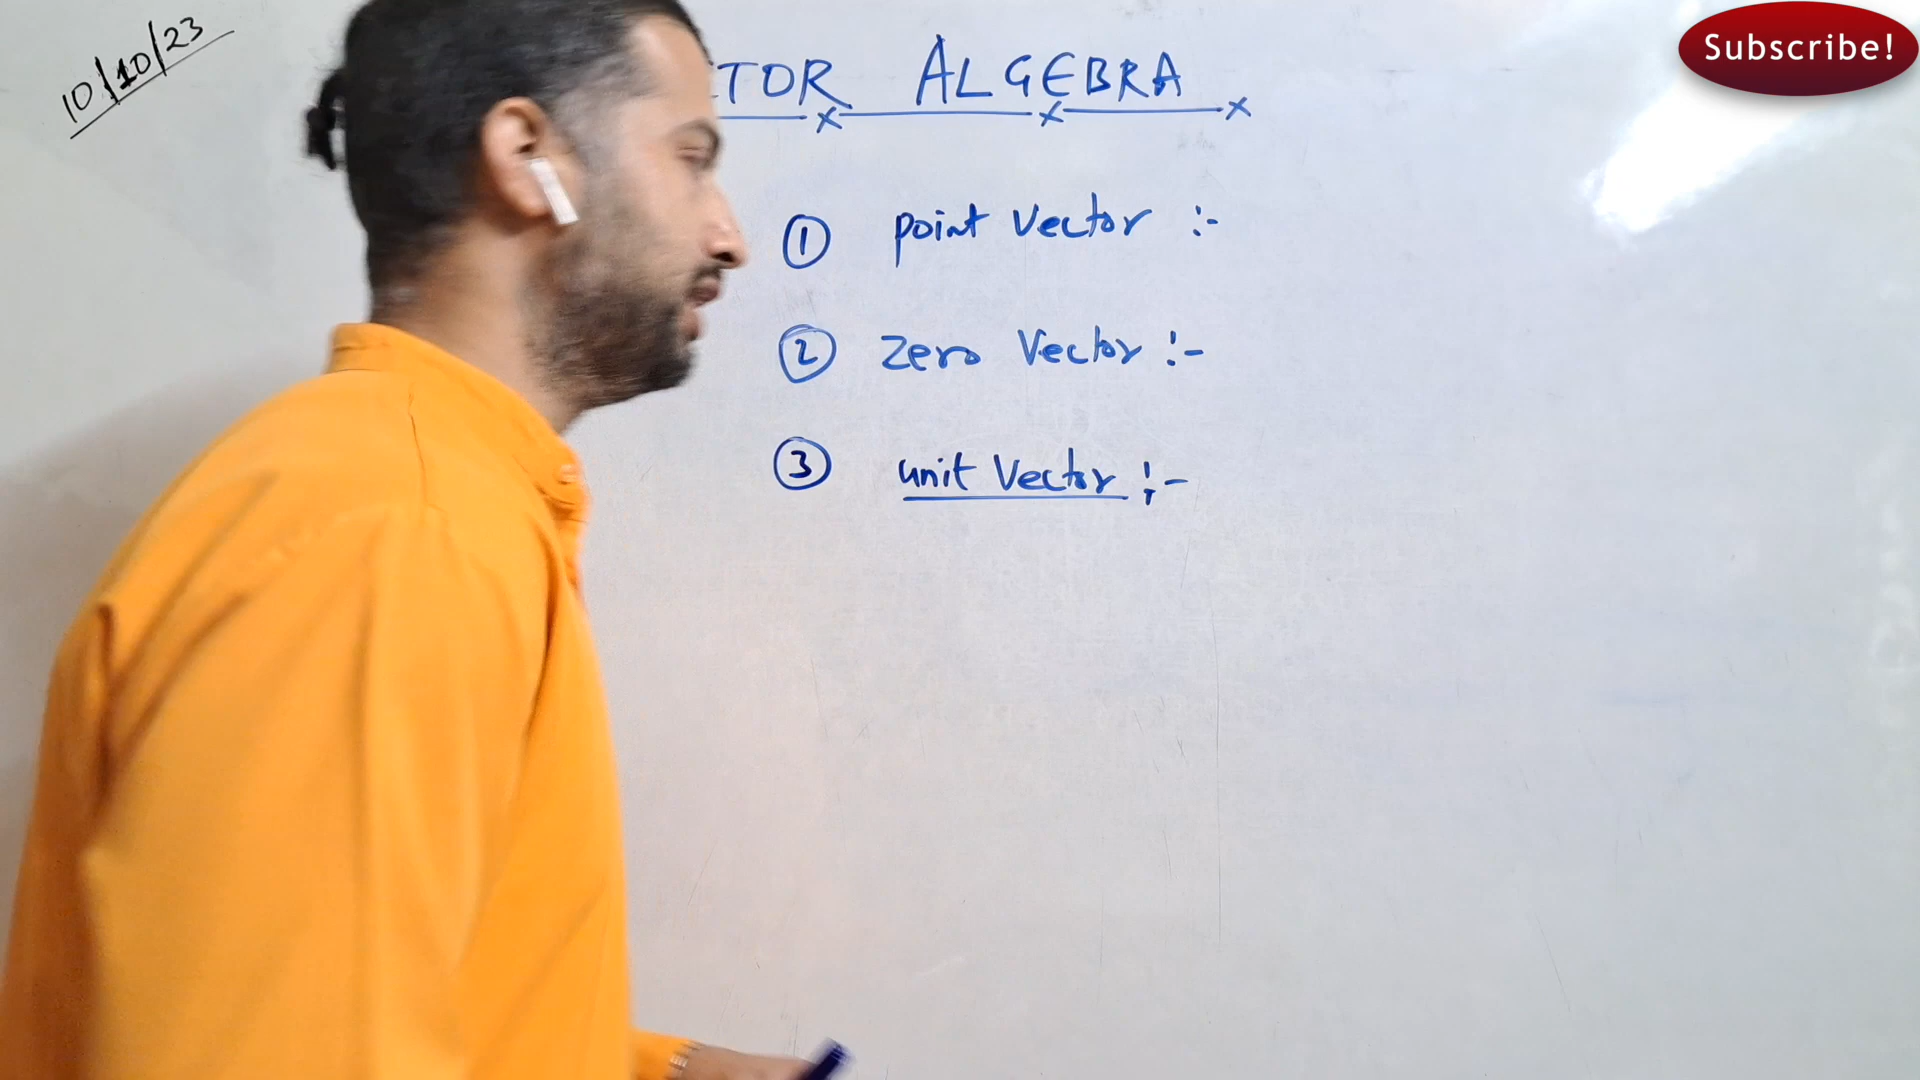 10/10/23
Subscribe!
TOR ALGEBRA
① point Vector :-
② Zero Vector :-
③ unit Vector :-